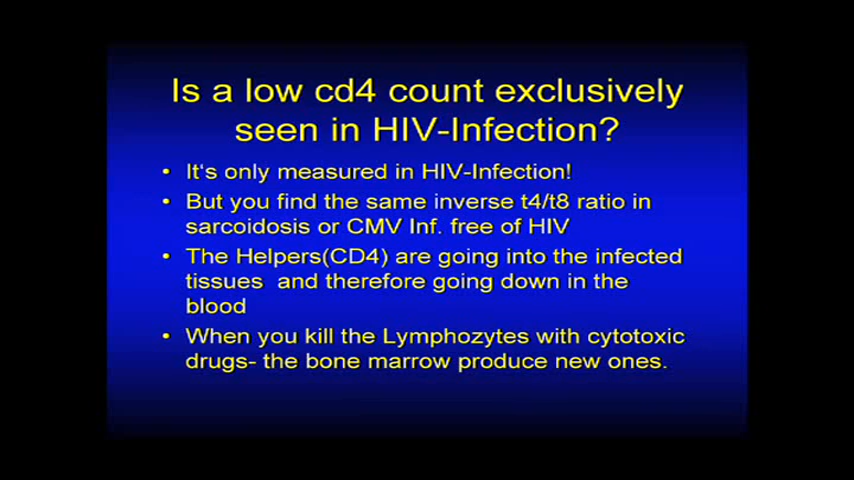 Is a low cd4 count exclusively
seen in HIV-Infection?
• It's only measured in HIV-Infection!
• But you find the same inverse t4/t8 ratio in
sarcoidosis or CMV Inf. free of HIV
• The Helpers(CD4) are going into the infected
tissues and therefore going down in the
blood
• When you kill the Lymphozytes with cytotoxic
drugs- the bone marrow produce new ones.